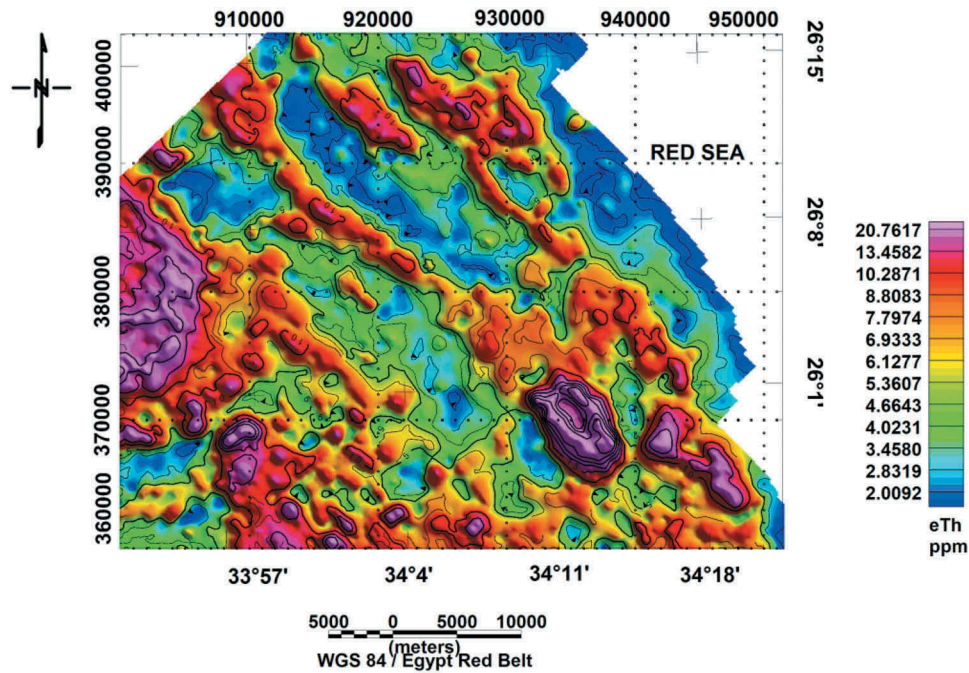 910000 920000 930000 940000 950000
N
400000
390000
380000
370000
360000
26°15'
26°8'
26°1'
RED SEA
20.7617
13.4582
10.2871
8.8083
7.7974
6.9333
6.1277
5.3607
4.6643
4.0231
3.4580
2.8319
2.0092
eTh
ppm
33°57' 34°4' 34°11' 34°18'
5000 0 5000 10000
(meters)
WGS 84 / Egypt Red Belt